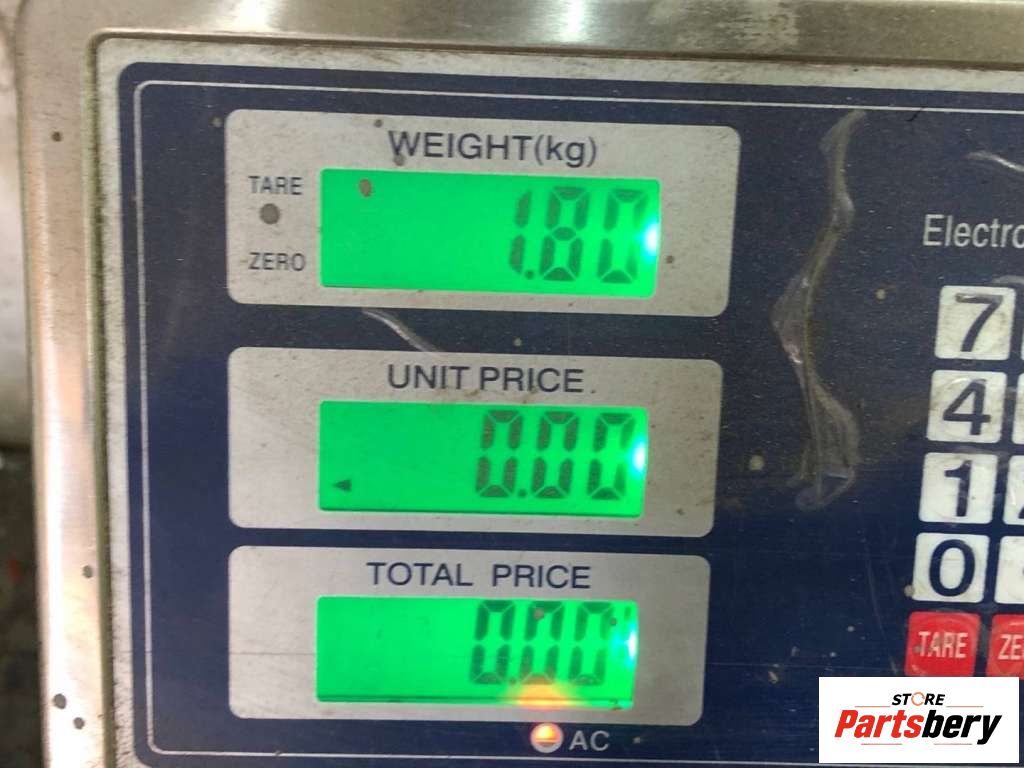 WEIGHT(kg)
TARE
ZERO
1.80
UNIT PRICE
0.00
TOTAL PRICE
0.00
AC
Electro
7
4
1
0
TARE
STORE
Partsbery